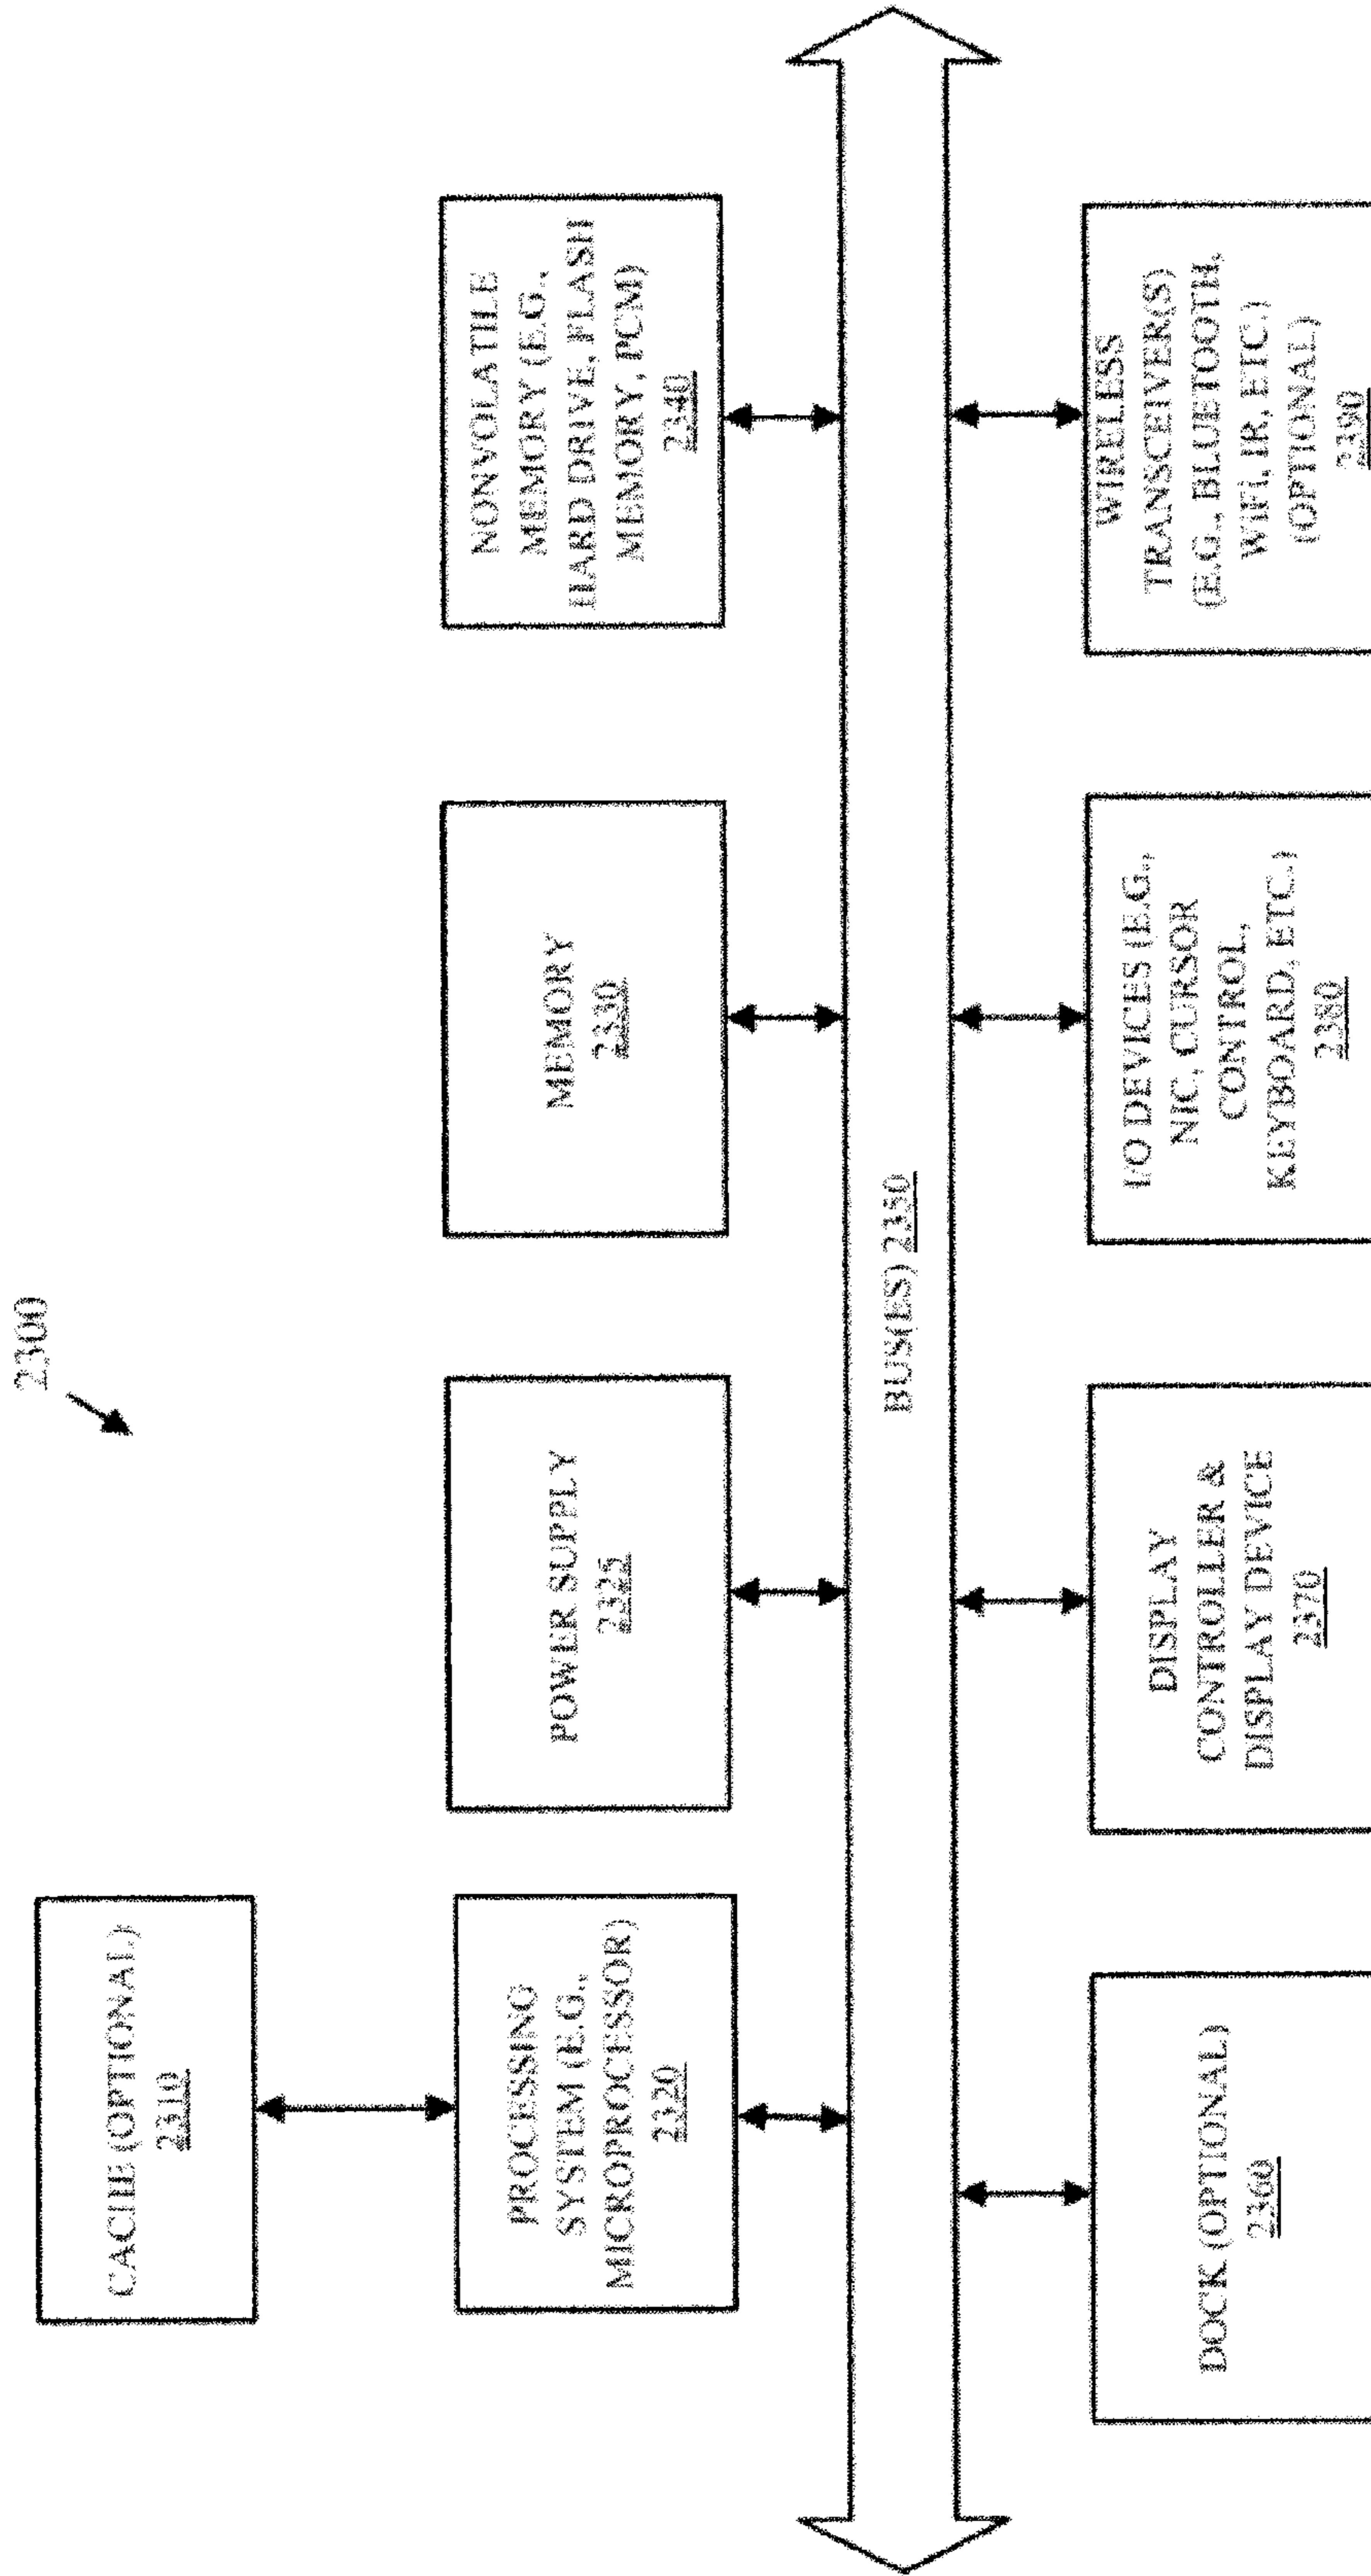 2300
CACHE (OPTIONAL)
2310
PROCESSING
SYSTEM (E.G.,
MICROPROCESSOR)
2320
POWER SUPPLY
2325
MEMORY
2330
NONVOLATILE
MEMORY (E.G.,
HARD DRIVE, FLASH
MEMORY, PCM)
2340
BUS(ES) 2350
DOCK (OPTIONAL)
2360
DISPLAY
CONTROLLER &
DISPLAY DEVICE
2370
I/O DEVICES (E.G.,
NIC, CURSOR
CONTROL,
KEYBOARD, ETC.)
2380
WIRELESS
TRANSCEIVER(S)
(E.G., BLUETOOTH,
WiFi, IR, ETC.)
(OPTIONAL)
2390